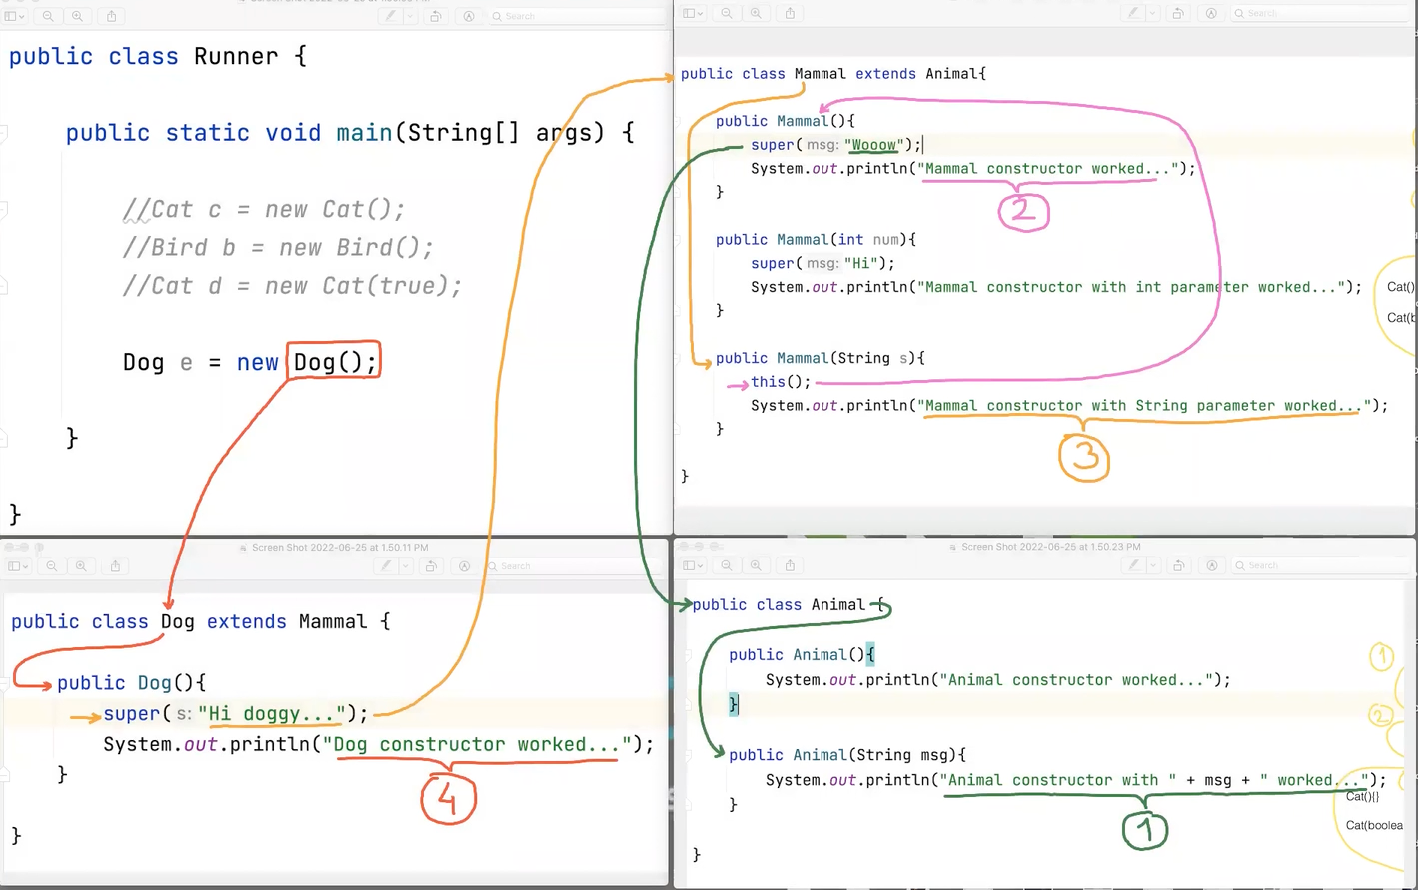 Search
public class Runner {
public static void main(String[] args) {
//Cat c = new Cat();
//Bird b = new Bird();
//Cat d = new Cat(true);
Dog e = new Dog();
}
}
Search
public class Mammal extends Animal{
public Mammal(){
super( msg: "Wooow");
System.out.println("Mammal constructor worked...");
}
2
public Mammal(int num){
super( msg: "Hi");
System.out.println("Mammal constructor with int parameter worked...");
}
public Mammal(String s){
this();
System.out.println("Mammal constructor with String parameter worked...");
}
3
}
Cat()
Screen Shot 2022-06-25 at 1.50.11 PM
Search
public class Dog extends Mammal {
public Dog(){
super( s: "Hi doggy...");
System.out.println("Dog constructor worked...");
}
4
}
Screen Shot 2022-06-25 at 1.50.23 PM
Search
public class Animal {
public Animal(){
System.out.println("Animal constructor worked...");
}
public Animal(String msg){
System.out.println("Animal constructor with " + msg + " worked...");
}
1
}
1
2
Cat(){}
Cat(boolea